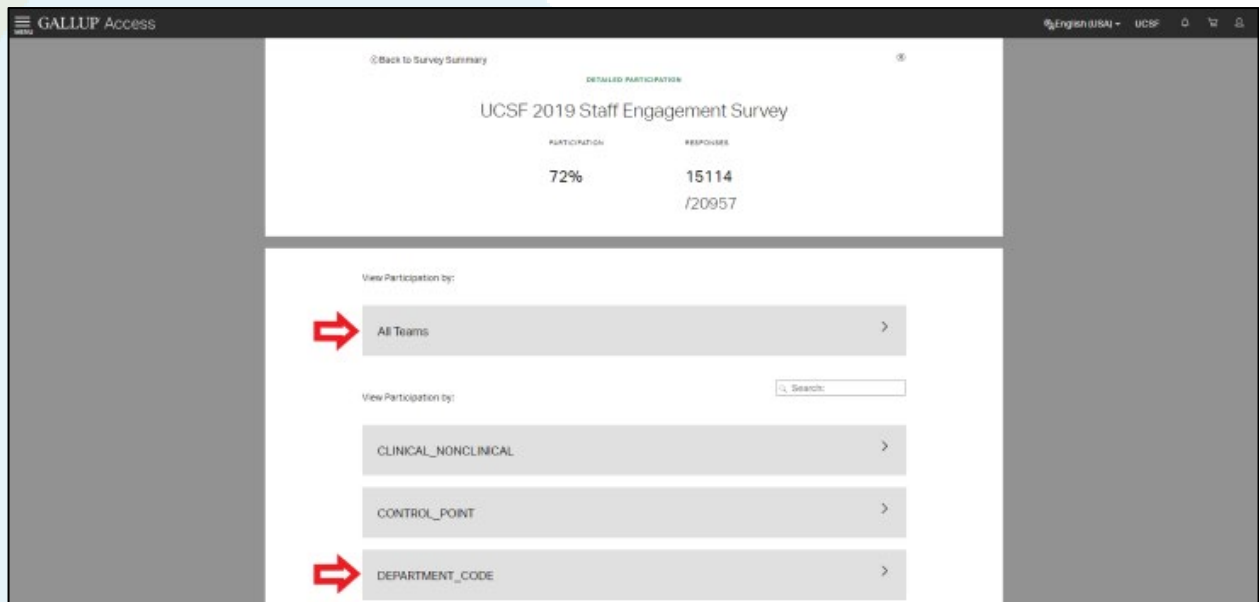 GALLUP Access
MENU
English (USA)
UCSF
Back to Survey Summary
DETAILED PARTICIPATION
UCSF 2019 Staff Engagement Survey
PARTICIPATION
RESPONSES
72%
15114
/20957
View Participation by:
All Teams
Search:
View Participation by:
CLINICAL_NONCLINICAL
CONTROL_POINT
DEPARTMENT_CODE